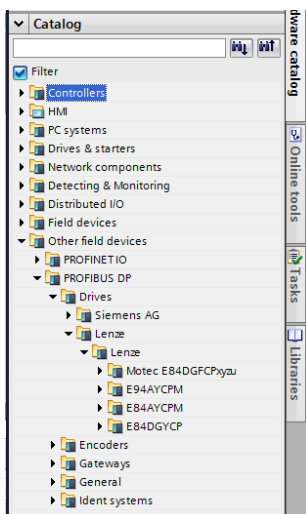 Catalog
Filter
Controllers
HMI
PC systems
Drives & starters
Network components
Detecting & Monitoring
Distributed I/O
Field devices
Other field devices
PROFINET IO
PROFIBUS DP
Drives
Siemens AG
Lenze
Lenze
Motec E84DGFCPxyzu
E94AYCPM
E84AYCPM
E84DGYCP
Encoders
Gateways
General
Ident systems
dware catalog
Online tools
Tasks
Libraries